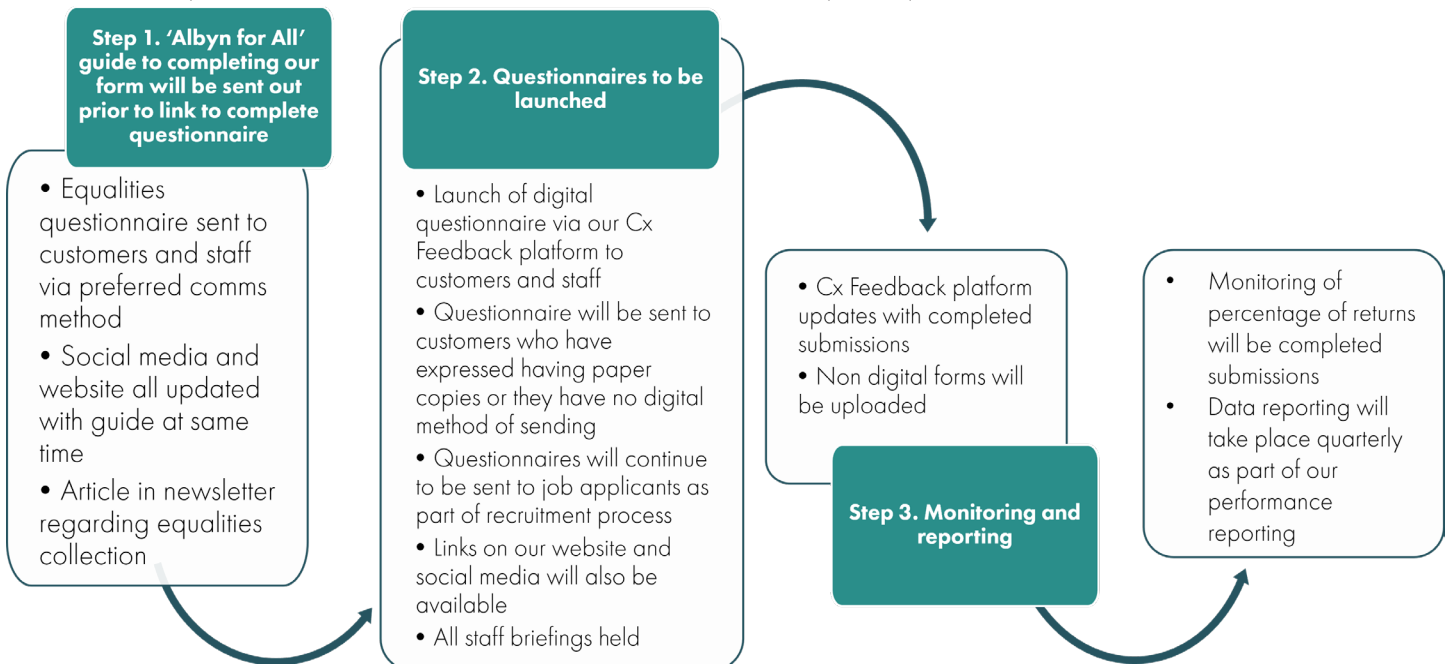 Step 1. ‘Albyn for All’
guide to completing our
form will be sent out
prior to link to complete
questionnaire
• Equalities
questionnaire sent to
customers and staff
via preferred comms
method
• Social media and
website all updated
with guide at same
time
• Article in newsletter
regarding equalities
collection
Step 2. Questionnaires to be
launched
• Launch of digital
questionnaire via our Cx
Feedback platform to
customers and staff
• Questionnaire will be sent to
customers who have
expressed having paper
copies or they have no digital
method of sending
• Questionnaires will continue
to be sent to job applicants as
part of recruitment process
• Links on our website and
social media will also be
available
• All staff briefings held
• Cx Feedback platform
updates with completed
submissions
• Non digital forms will
be uploaded
Step 3. Monitoring and
reporting
• Monitoring of
percentage of returns
will be completed
submissions
• Data reporting will
take place quarterly
as part of our
performance
reporting